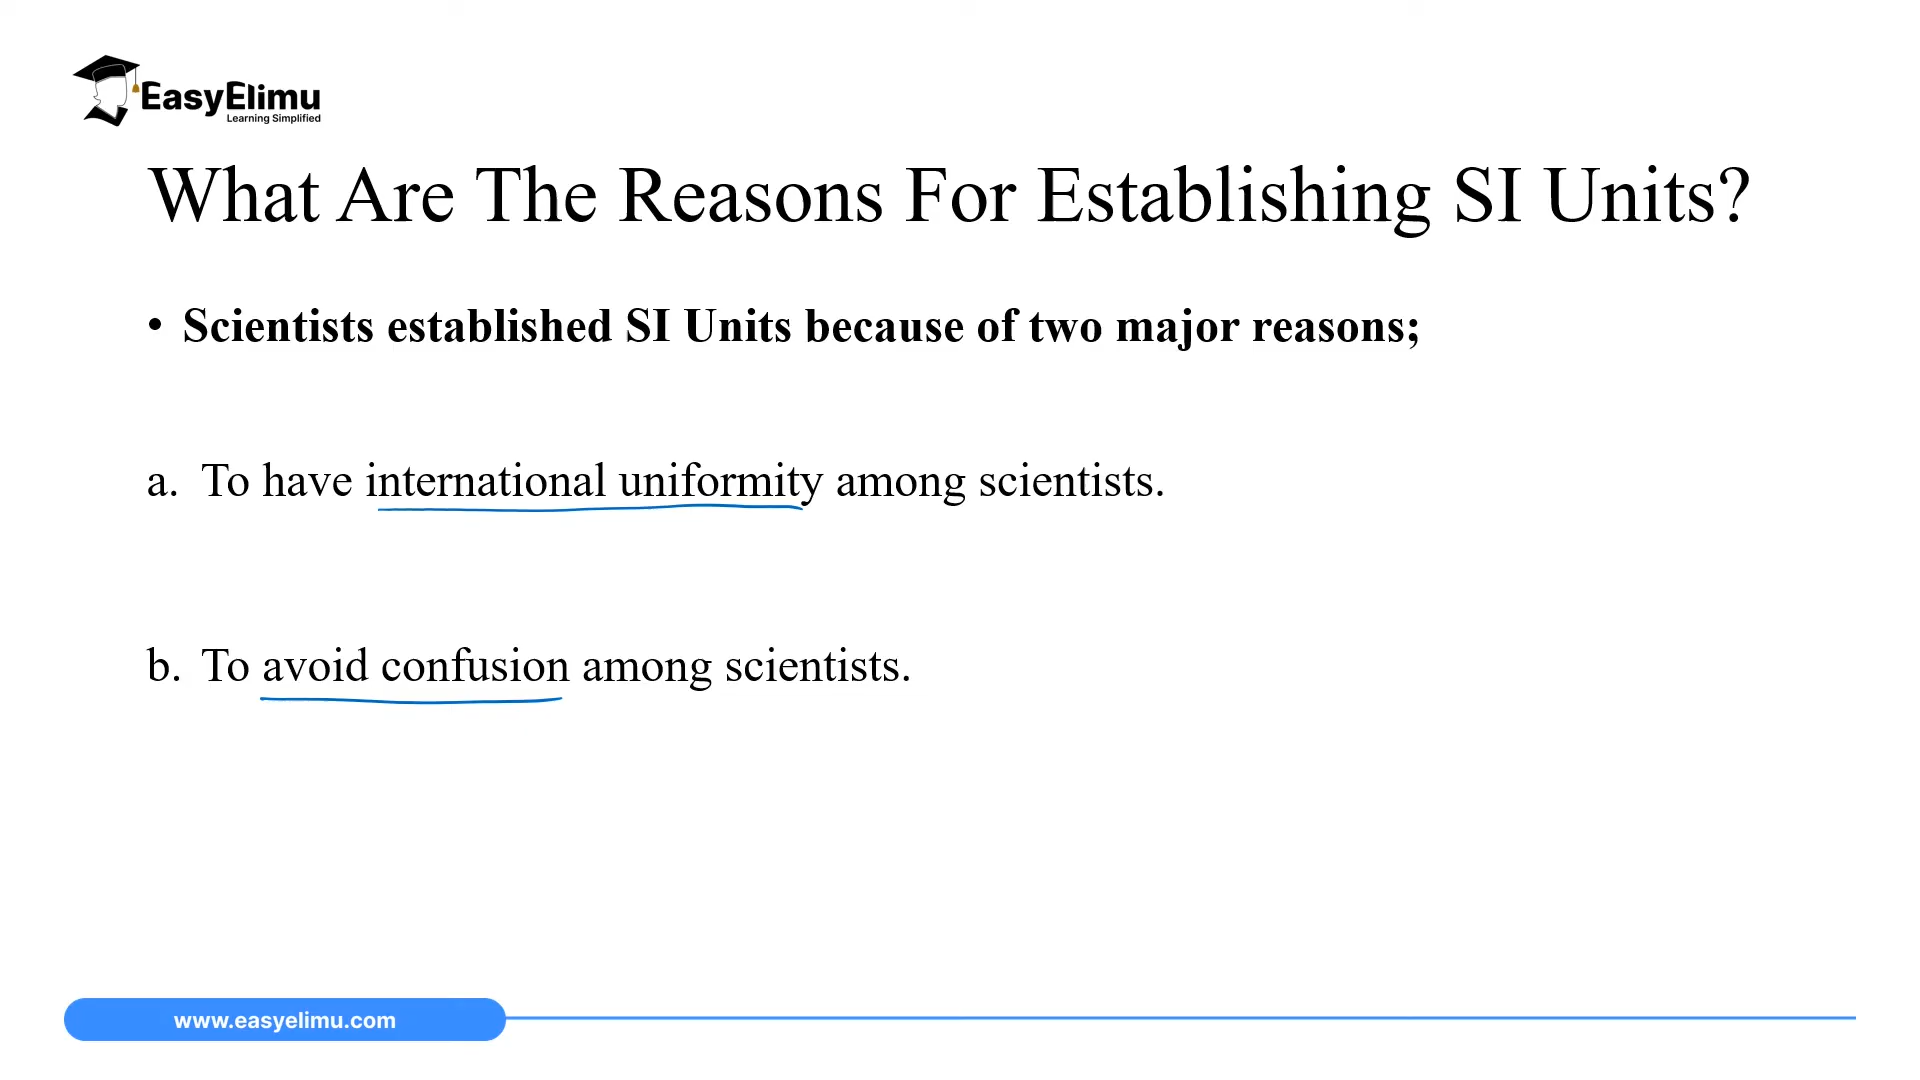 EasyElimu
Learning Simplified
What Are The Reasons For Establishing SI Units?
• Scientists established SI Units because of two major reasons;
a. To have international uniformity among scientists.
b. To avoid confusion among scientists.
www.easyelimu.com